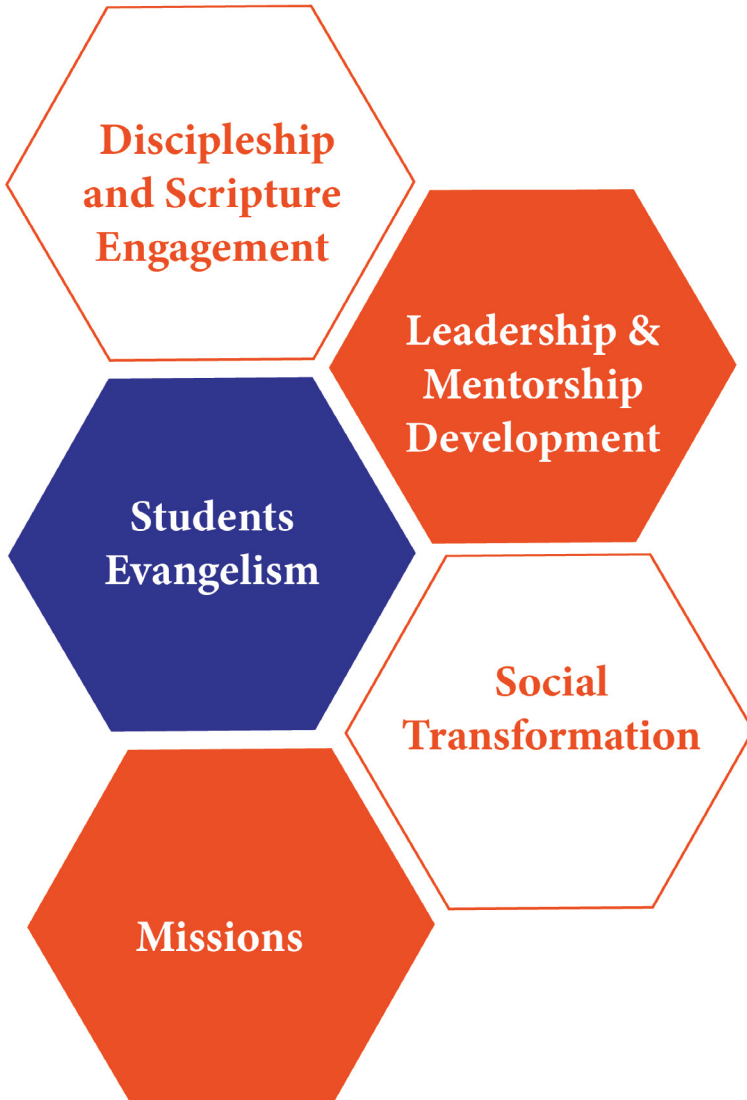 Discipleship
and Scripture
Engagement
Leadership &
Mentorship
Development
Students
Evangelism
Social
Transformation
Missions